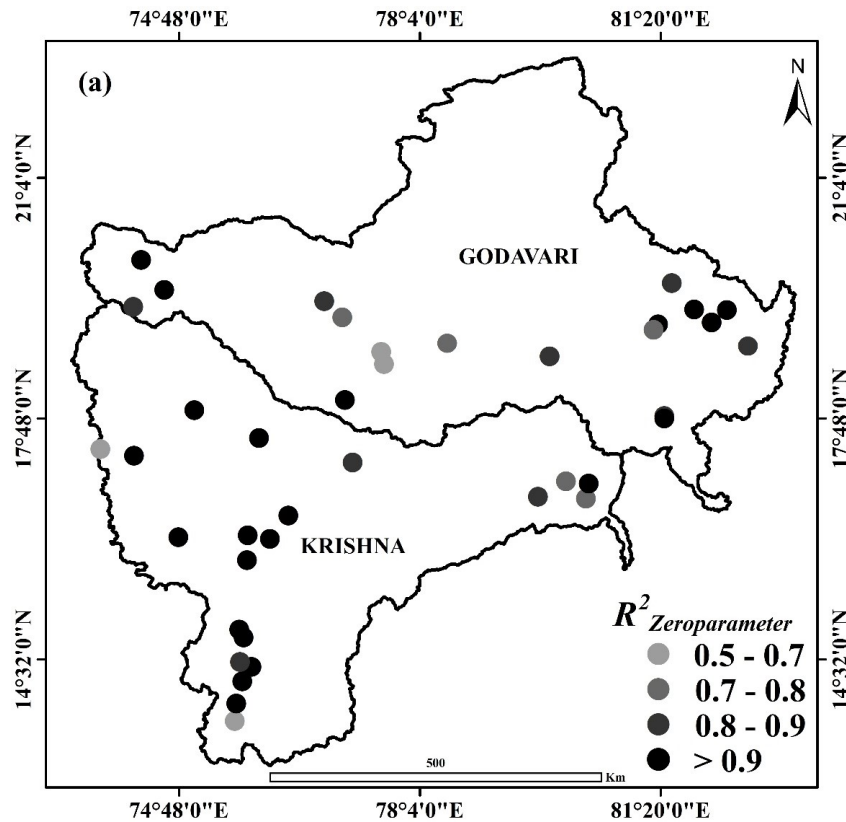 74°48'0"E 78°4'0"E 81°20'0"E
(a)
N
21°4'0"N 21°4'0"N
GODAVARI
17°48'0"N 17°48'0"N
KRISHNA
R² Zeroparameter
14°32'0"N 14°32'0"N
0.5 - 0.7
0.7 - 0.8
0.8 - 0.9
> 0.9
500
Km
74°48'0"E 78°4'0"E 81°20'0"E